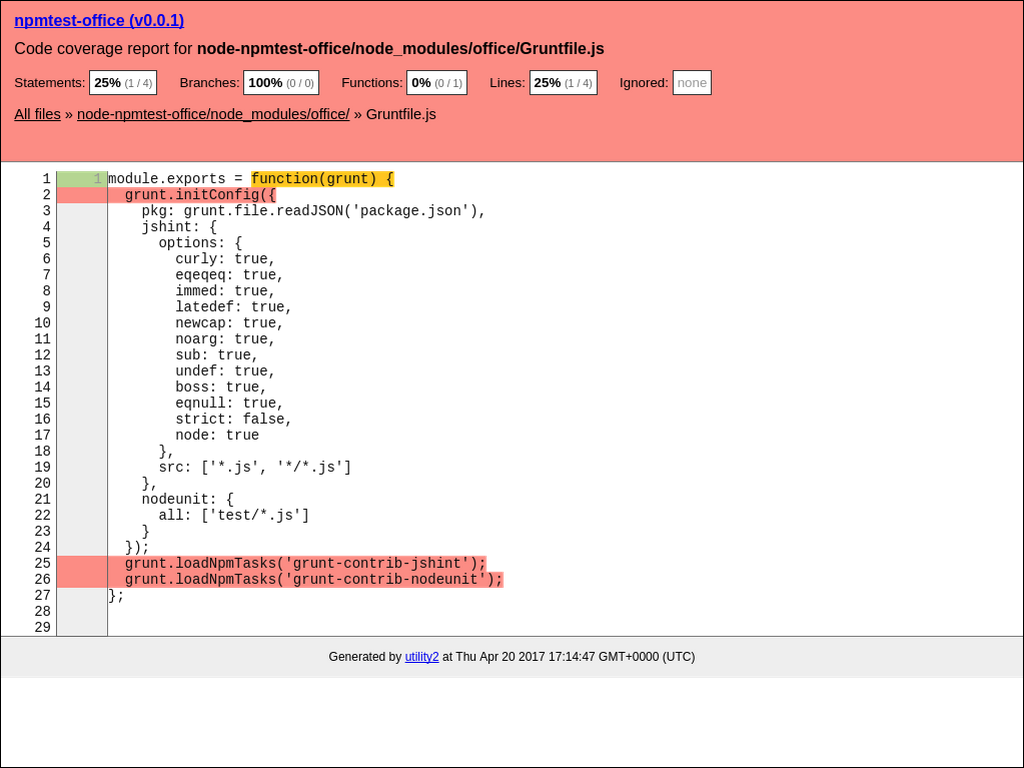 npmtest-office (v0.0.1)
Code coverage report for node-npmtest-office/node_modules/office/Gruntfile.js
Statements: 25% (1 / 4) Branches: 100% (0 / 0) Functions: 0% (0 / 1) Lines: 25% (1 / 4) Ignored: none
All files » node-npmtest-office/node_modules/office/ » Gruntfile.js
1 1 module.exports = function(grunt) {
2   grunt.initConfig({
3     pkg: grunt.file.readJSON('package.json'),
4     jshint: {
5       options: {
6         curly: true,
7         eqeqeq: true,
8         immed: true,
9         latedef: true,
10         newcap: true,
11         noarg: true,
12         sub: true,
13         undef: true,
14         boss: true,
15         eqnull: true,
16         strict: false,
17         node: true
18       },
19       src: ['*.js', '*/*.js']
20     },
21     nodeunit: {
22       all: ['test/*.js']
23     }
24   });
25   grunt.loadNpmTasks('grunt-contrib-jshint');
26   grunt.loadNpmTasks('grunt-contrib-nodeunit');
27 };
28
29
Generated by utility2 at Thu Apr 20 2017 17:14:47 GMT+0000 (UTC)